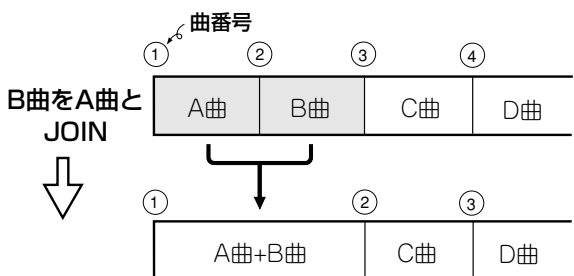 曲番号
① ② ③ ④
B曲をA曲と
JOIN
A曲 B曲 C曲 D曲
① ② ③
A曲+B曲 C曲 D曲